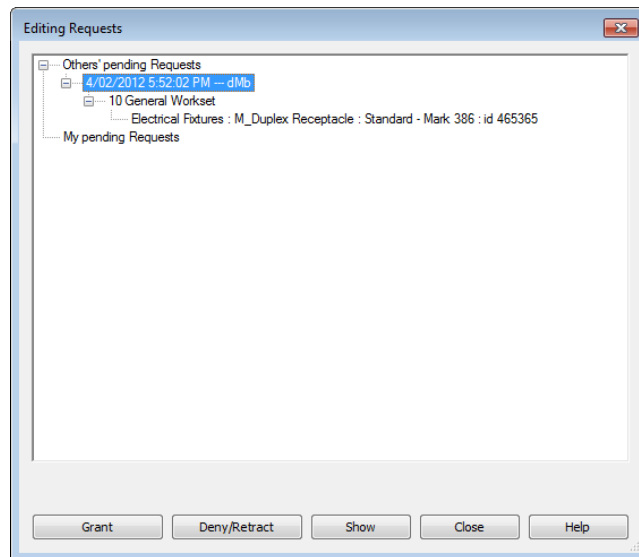 Editing Requests
Others' pending Requests
4/02/2012 5:52:02 PM --- dMb
10 General Workset
Electrical Fixtures : M_Duplex Receptacle : Standard - Mark 386 : id 465365
My pending Requests
Grant Deny/Retract Show Close Help